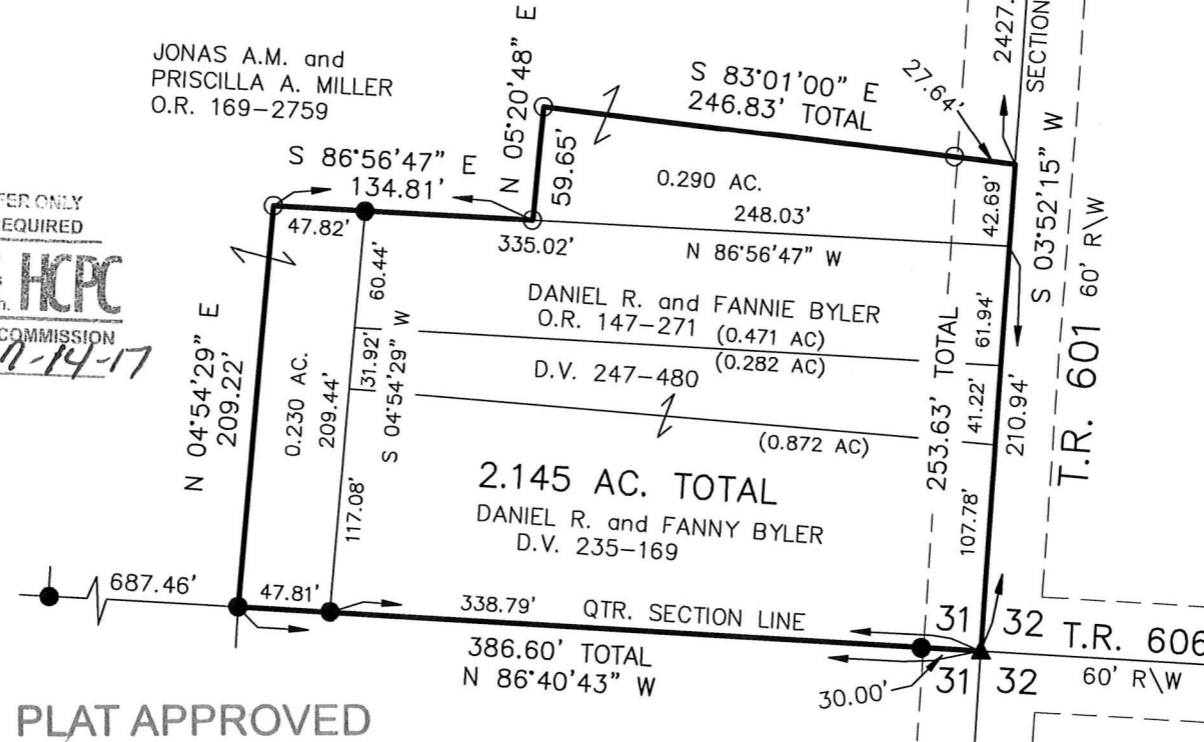 JONAS A.M. and
PRISCILLA A. MILLER
O.R. 169-2759
S 86°56'47" E
134.81'
N 05°20'48" E
59.65'
S 83°01'00" E
246.83' TOTAL
27.64'
2427.
SECTION
S 03°52'15" W
60' R\W
T.R. 601
FER ONLY
EQUIRED
HCPC
COMMISSION
47.82'
335.02'
0.290 AC.
248.03'
N 86°56'47" W
42.69'
60.44'
31.92'
S 04°54'29" W
DANIEL R. and FANNIE BYLER
O.R. 147-271 (0.471 AC)
(0.282 AC)
D.V. 247-480
(0.872 AC)
61.94'
41.22'
210.94'
253.63' TOTAL
107.78'
N 04°54'29" E
209.22'
0.230 AC.
209.44'
117.08'
2.145 AC. TOTAL
DANIEL R. and FANNY BYLER
D.V. 235-169
687.46'
47.81'
338.79'
QTR. SECTION LINE
386.60' TOTAL
N 86°40'43" W
30.00'
31 32
31 32
T.R. 606
60' R\W
PLAT APPROVED